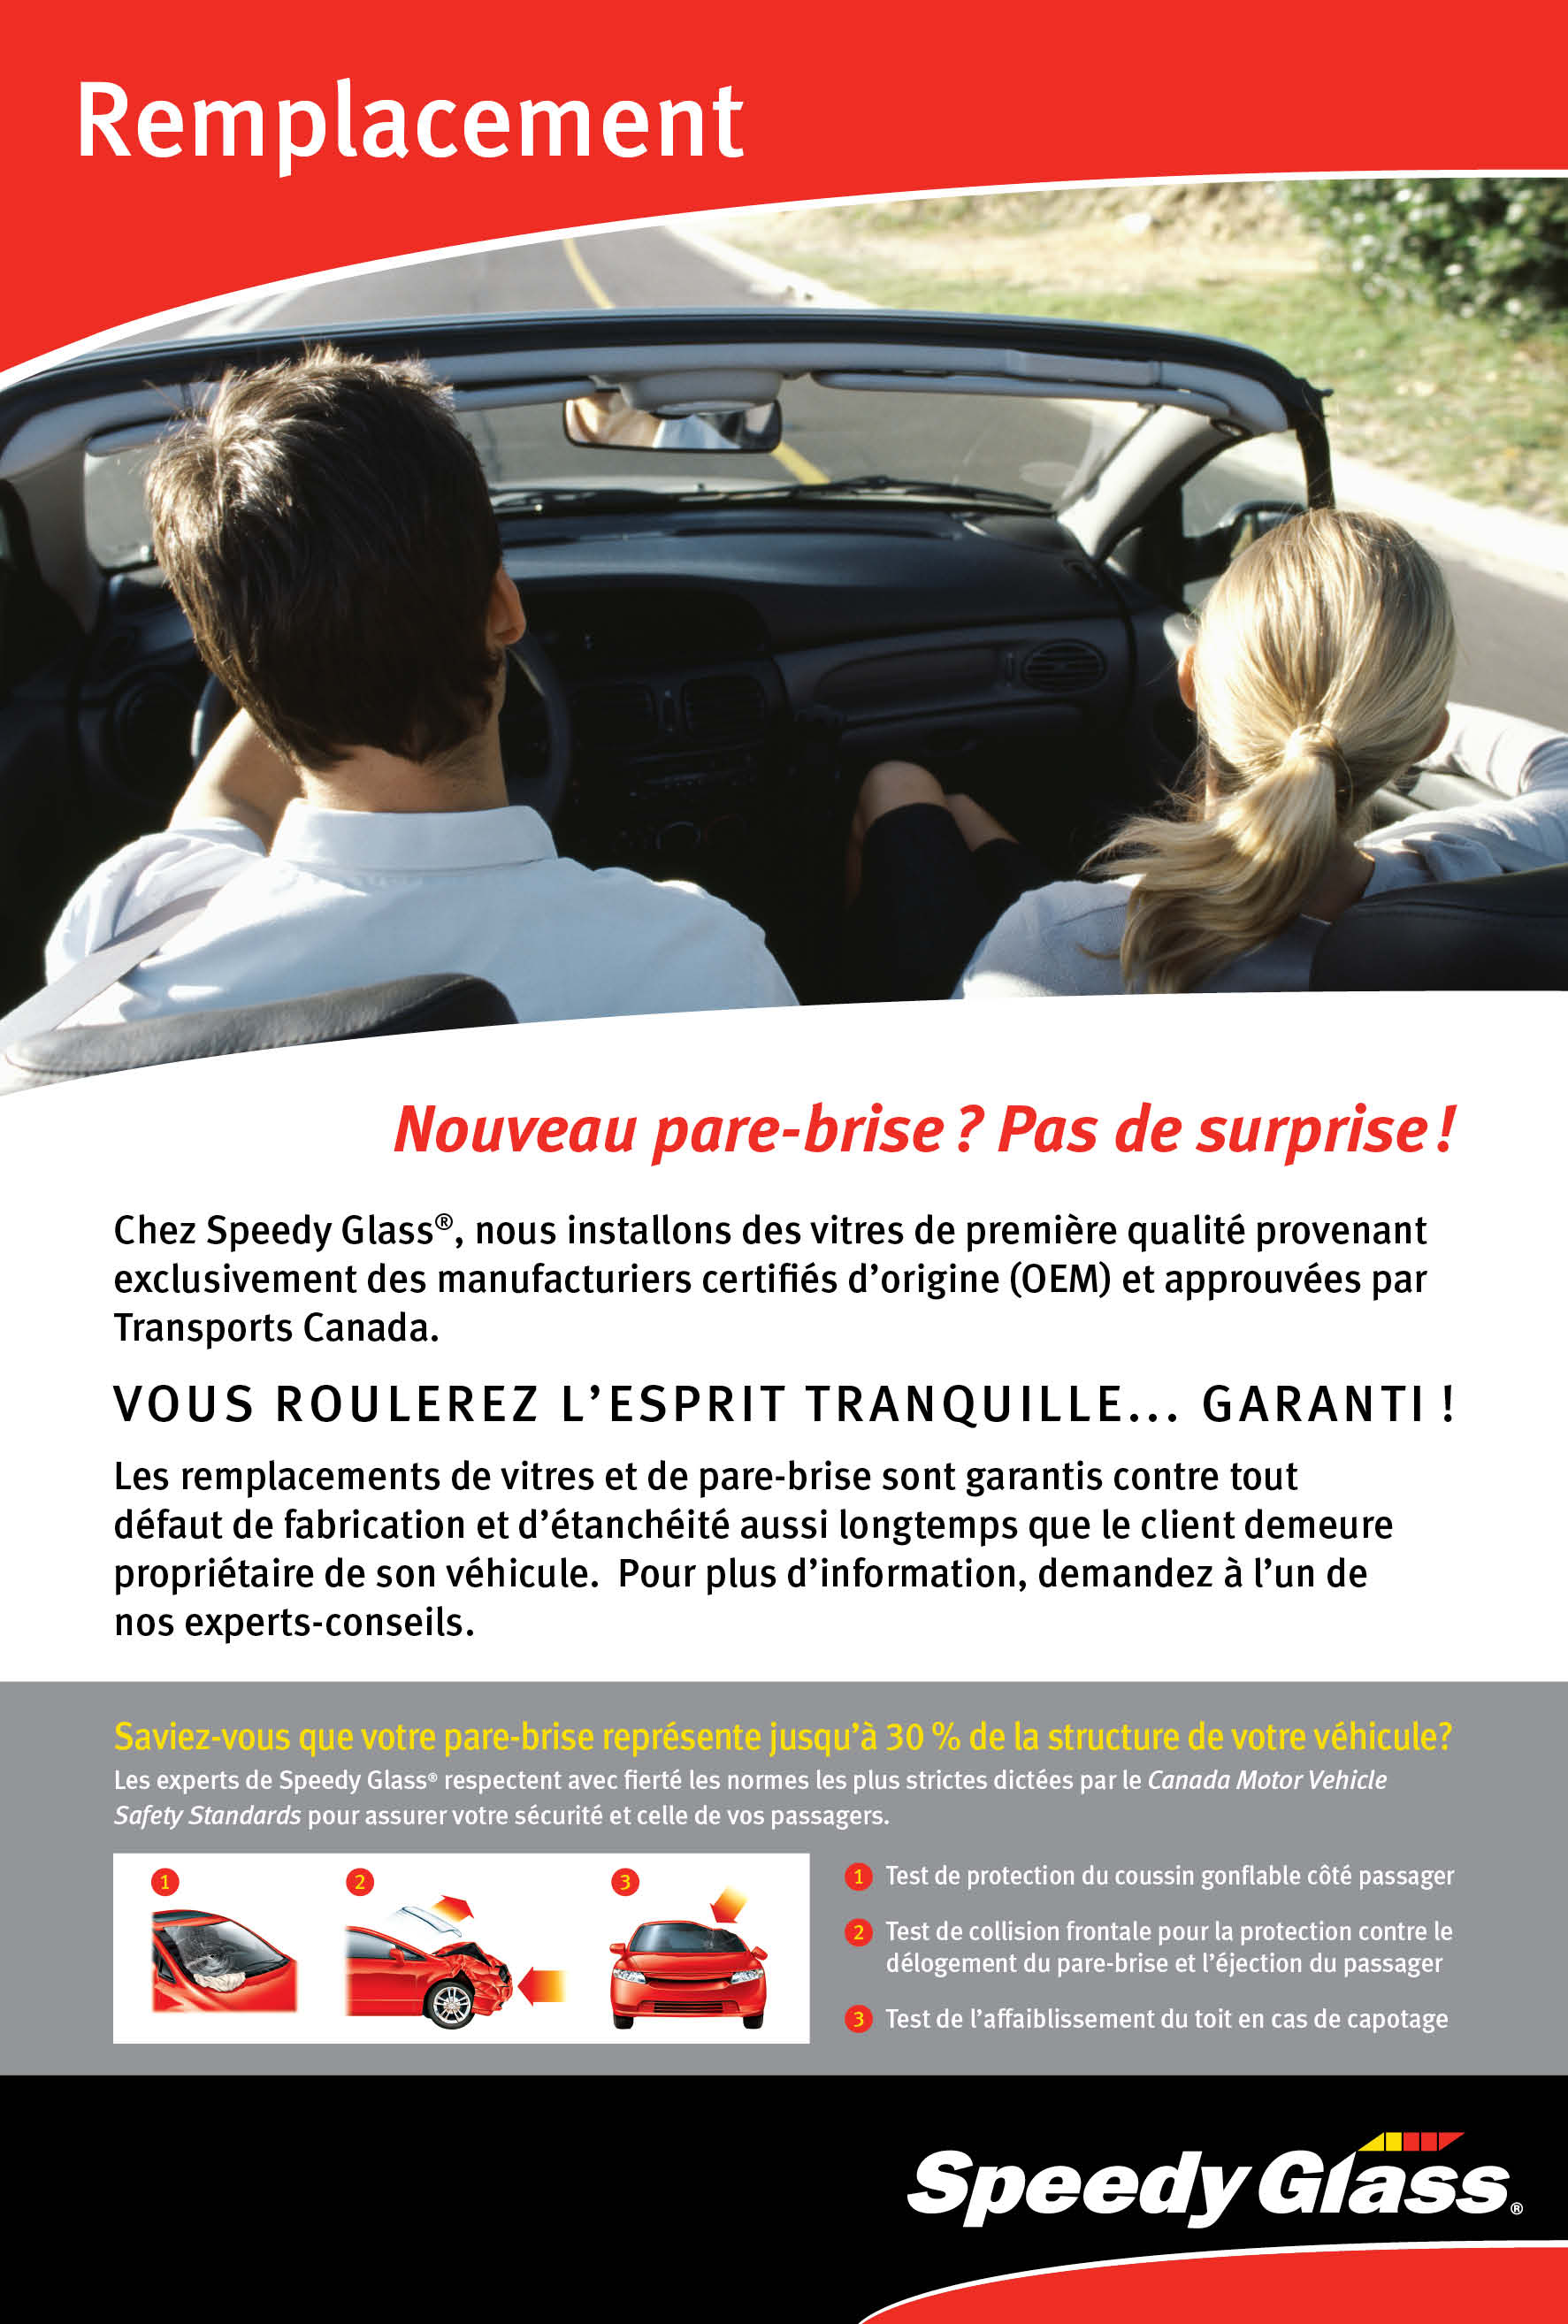 Remplacement
Nouveau pare-brise ? Pas de surprise !
Chez Speedy Glass®, nous installons des vitres de première qualité provenant
exclusivement des manufacturiers certifiés d’origine (OEM) et approuvées par
Transports Canada.
VOUS ROULEREZ L’ESPRIT TRANQUILLE... GARANTI !
Les remplacements de vitres et de pare-brise sont garantis contre tout
défaut de fabrication et d’étanchéité aussi longtemps que le client demeure
propriétaire de son véhicule.  Pour plus d’information, demandez à l’un de
nos experts-conseils.
Saviez-vous que votre pare-brise représente jusqu’à 30 % de la structure de votre véhicule?
Les experts de Speedy Glass® respectent avec fierté les normes les plus strictes dictées par le Canada Motor Vehicle
Safety Standards pour assurer votre sécurité et celle de vos passagers.
1 2 3
1 Test de protection du coussin gonflable côté passager
2 Test de collision frontale pour la protection contre le
délogement du pare-brise et l’éjection du passager
3 Test de l’affaiblissement du toit en cas de capotage
Speedy Glass®